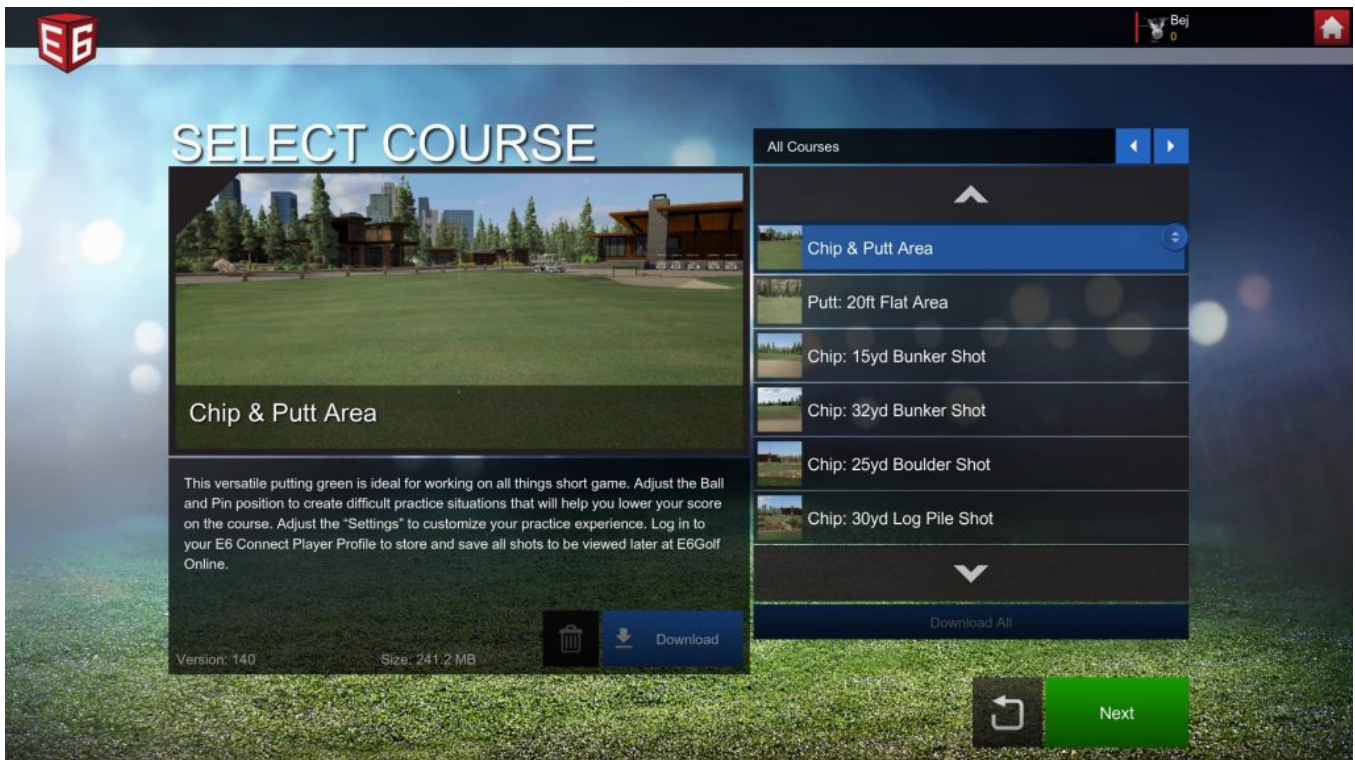 E6
Bej
0
SELECT COURSE
All Courses
Chip & Putt Area
Chip & Putt Area
Putt: 20ft Flat Area
Chip: 15yd Bunker Shot
Chip: 32yd Bunker Shot
Chip: 25yd Boulder Shot
Chip: 30yd Log Pile Shot
This versatile putting green is ideal for working on all things short game. Adjust the Ball
and Pin position to create difficult practice situations that will help you lower your score
on the course. Adjust the “Settings” to customize your practice experience. Log in to
your E6 Connect Player Profile to store and save all shots to be viewed later at E6Golf
Online.
Version: 140
Size: 241.2 MB
Download
Download All
Next